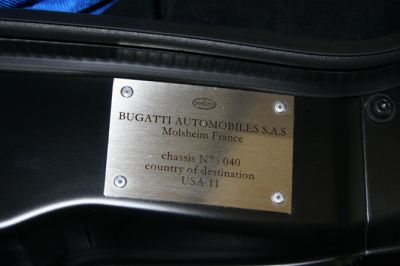 BUGATTI AUTOMOBILES S.A.S
Molsheim France
chassis N° : 040
country of destination
USA 11